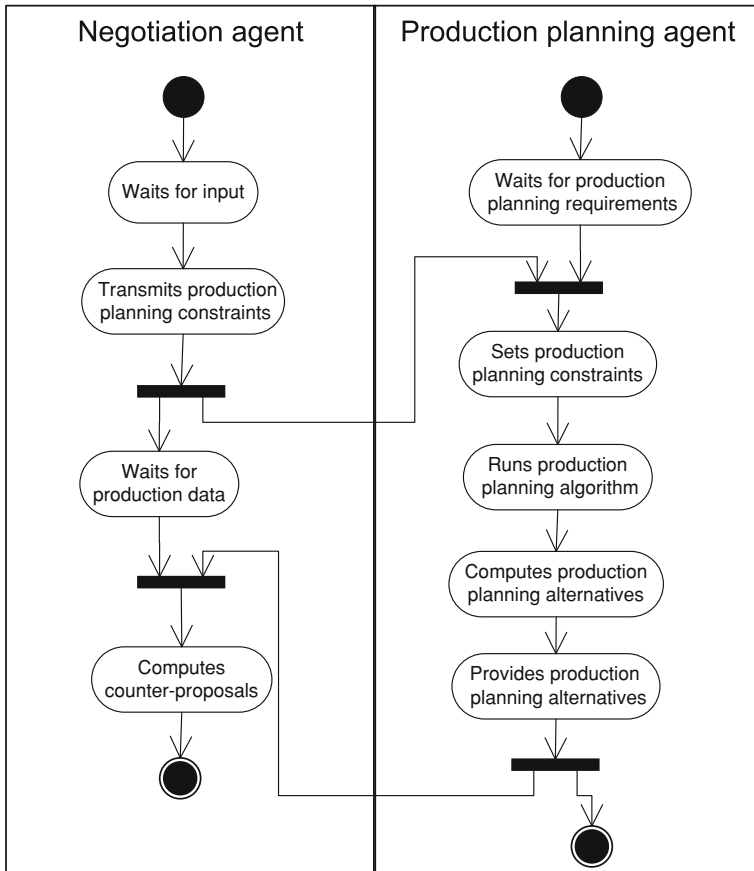 Negotiation agent
Waits for input
Transmits production
planning constraints
Waits for
production data
Computes
counter-proposals
Production planning agent
Waits for production
planning requirements
Sets production
planning constraints
Runs production
planning algorithm
Computes production
planning alternatives
Provides production
planning alternatives